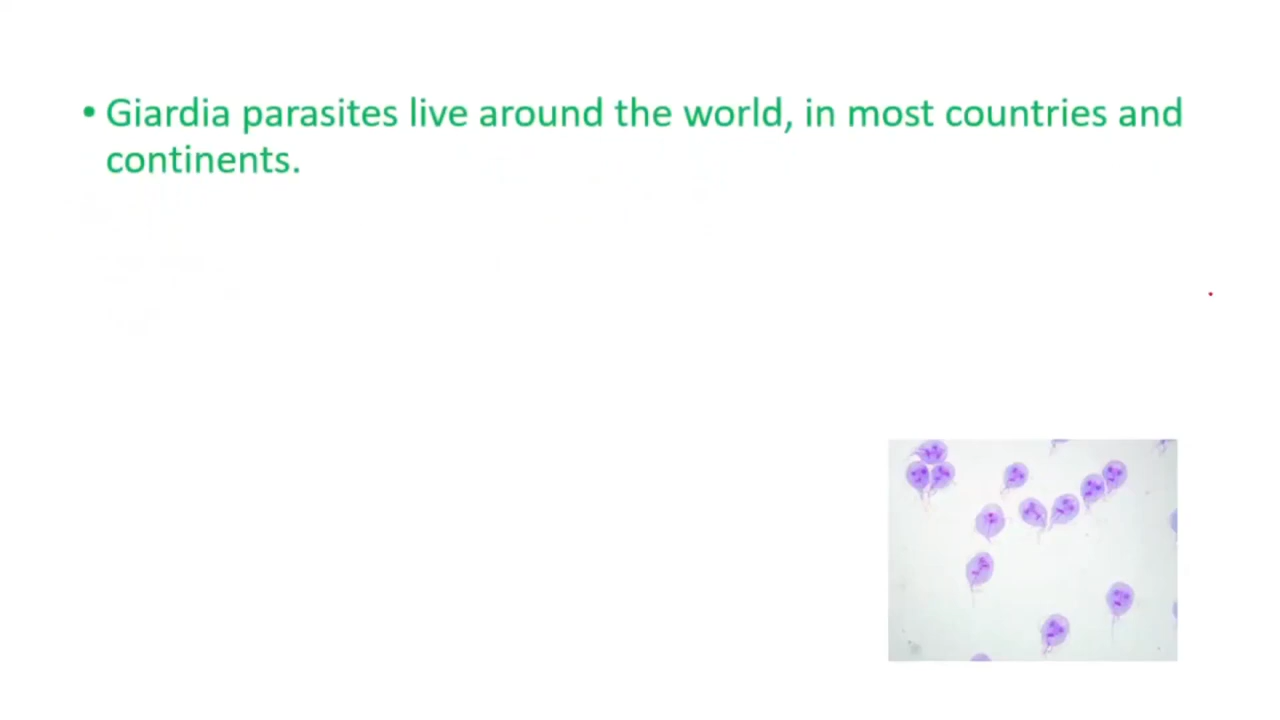 • Giardia parasites live around the world, in most countries and
continents.